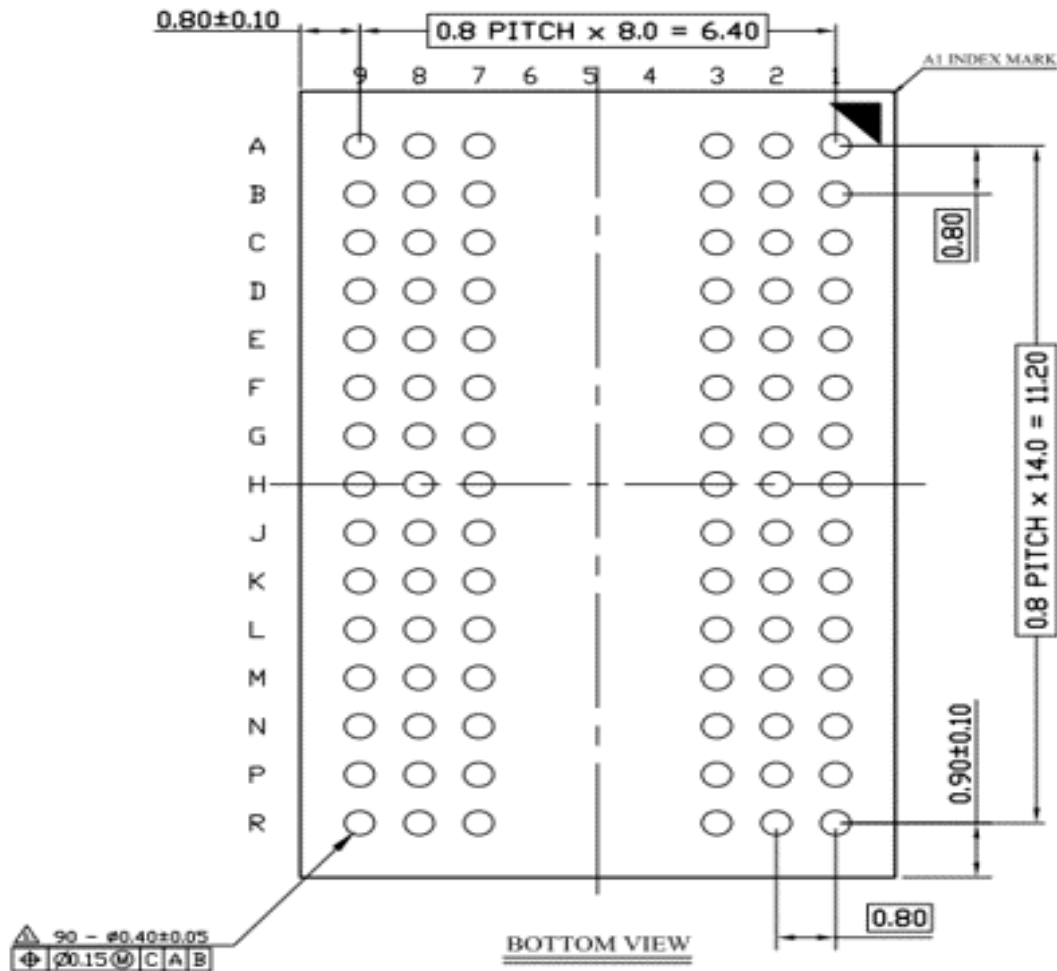 0.80±0.10
0.8 PITCH x 8.0 = 6.40
A1 INDEX MARK
9 8 7 6 5 4 3 2 1
A
B
0.80
C
D
E
F
0.8 PITCH x 14.0 = 11.20
G
H
J
K
L
M
N
0.90±0.10
P
R
0.80
90 - ø0.40±0.05
⌖ Ø0.15 Ⓜ C A B
BOTTOM VIEW